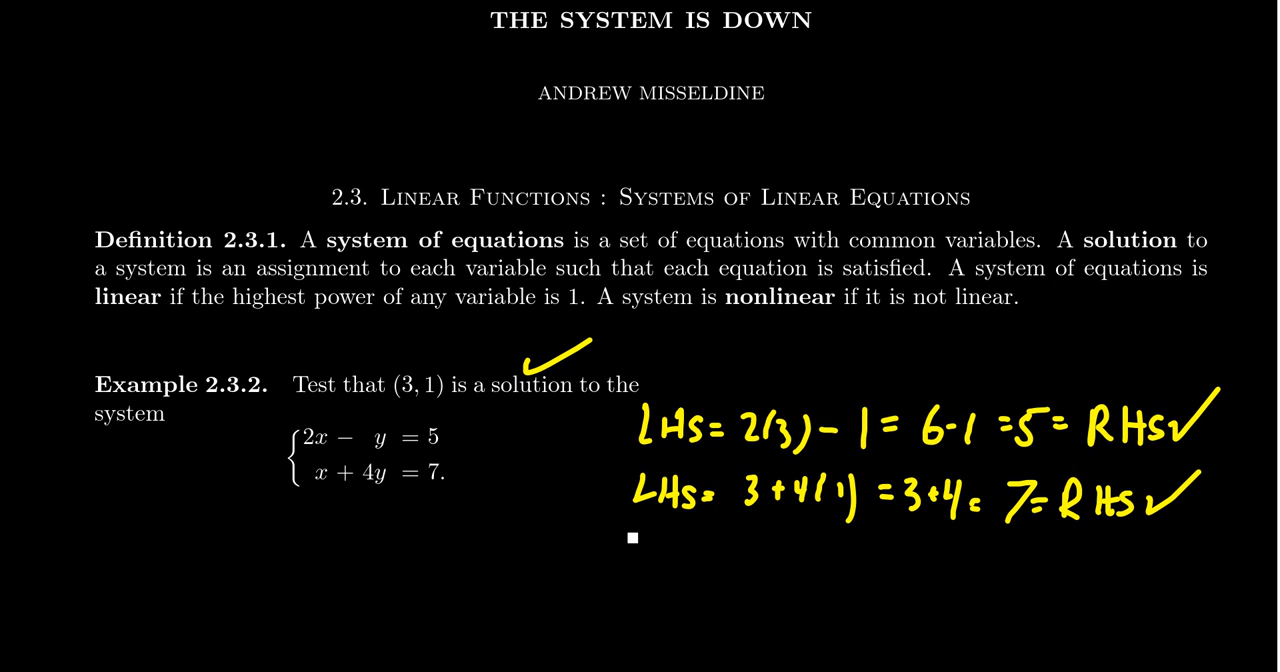 THE SYSTEM IS DOWN
ANDREW MISSELDINE
2.3. LINEAR FUNCTIONS : SYSTEMS OF LINEAR EQUATIONS
Definition 2.3.1. A system of equations is a set of equations with common variables. A solution to
a system is an assignment to each variable such that each equation is satisfied. A system of equations is
linear if the highest power of any variable is 1. A system is nonlinear if it is not linear.
Example 2.3.2. Test that (3, 1) is a solution to the
system
2x − y = 5
x + 4y = 7.
LHS = 2(3) − 1 = 6-1 = 5 = RHS ✓
LHS = 3 + 4(1) = 3+4 = 7 = RHS ✓